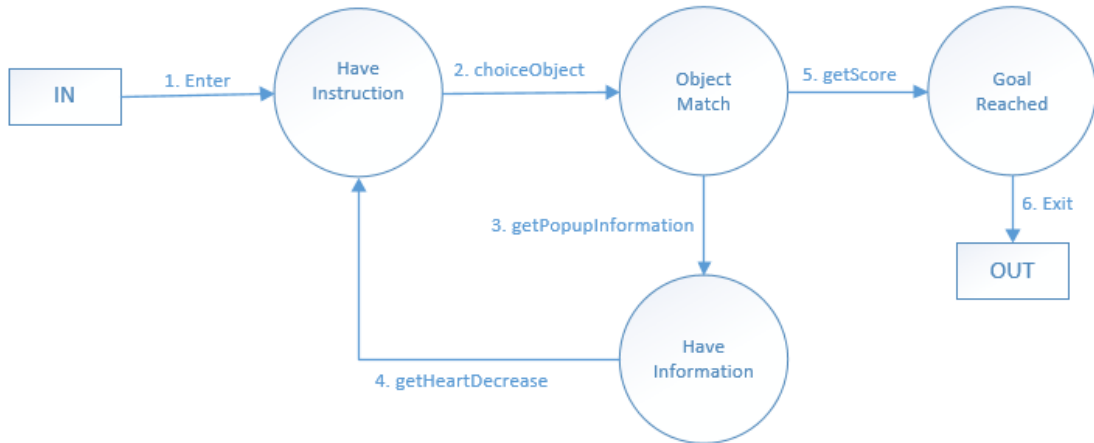 IN
1. Enter
Have
Instruction
2. choiceObject
Object
Match
5. getScore
Goal
Reached
3. getPopupInformation
6. Exit
OUT
Have
Information
4. getHeartDecrease